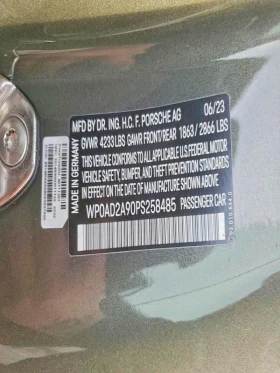 MFD BY DR. ING. H.C. F. PORSCHE AG 06/23
GVWR 4233 LBS GAWR FRONT/REAR 1863 / 2866 LBS
THIS VEHICLE CONFORMS TO ALL APPLICABLE FEDERAL MOTOR
VEHICLE SAFETY, BUMPER, AND THEFT PREVENTION STANDARDS
IN EFFECT ON THE DATE OF MANUFACTURE SHOWN ABOVE.
WP0AD2A90PS258485 PASSENGER CAR
MADE IN GERMANY